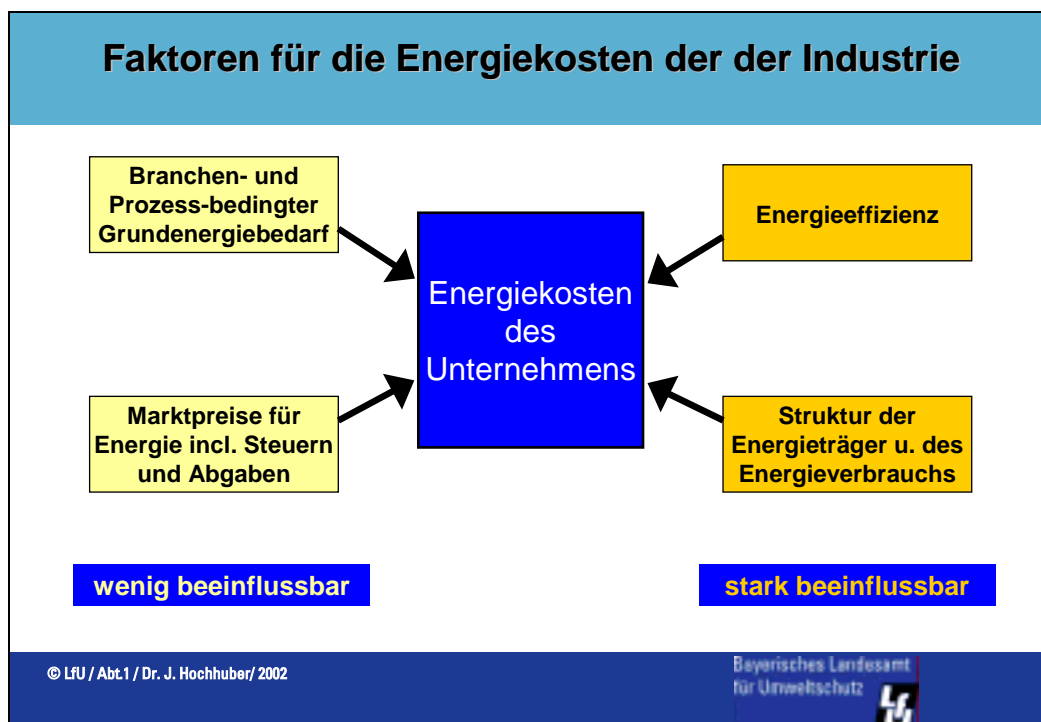 Faktoren für die Energiekosten der der Industrie
Branchen- und
Prozess-bedingter
Grundenergiebedarf
Energieeffizienz
Energiekosten
des
Unternehmens
Marktpreise für
Energie incl. Steuern
und Abgaben
Struktur der
Energieträger u. des
Energieverbrauchs
wenig beeinflussbar
stark beeinflussbar
© LfU / Abt.1 / Dr. J. Hochhuber/ 2002
Bayerisches Landesamt
für Umweltschutz
LfU